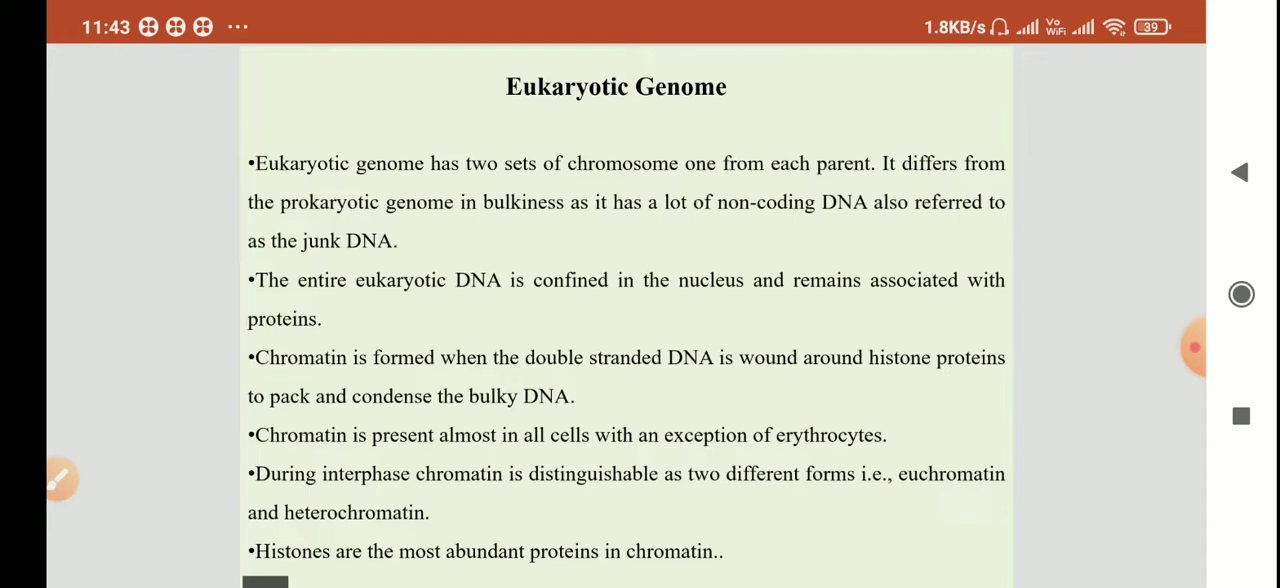 11:43 ...
1.8KB/s Vo WiFi 39
Eukaryotic Genome
•Eukaryotic genome has two sets of chromosome one from each parent. It differs from
the prokaryotic genome in bulkiness as it has a lot of non-coding DNA also referred to
as the junk DNA.
•The entire eukaryotic DNA is confined in the nucleus and remains associated with
proteins.
•Chromatin is formed when the double stranded DNA is wound around histone proteins
to pack and condense the bulky DNA.
•Chromatin is present almost in all cells with an exception of erythrocytes.
•During interphase chromatin is distinguishable as two different forms i.e., euchromatin
and heterochromatin.
•Histones are the most abundant proteins in chromatin..